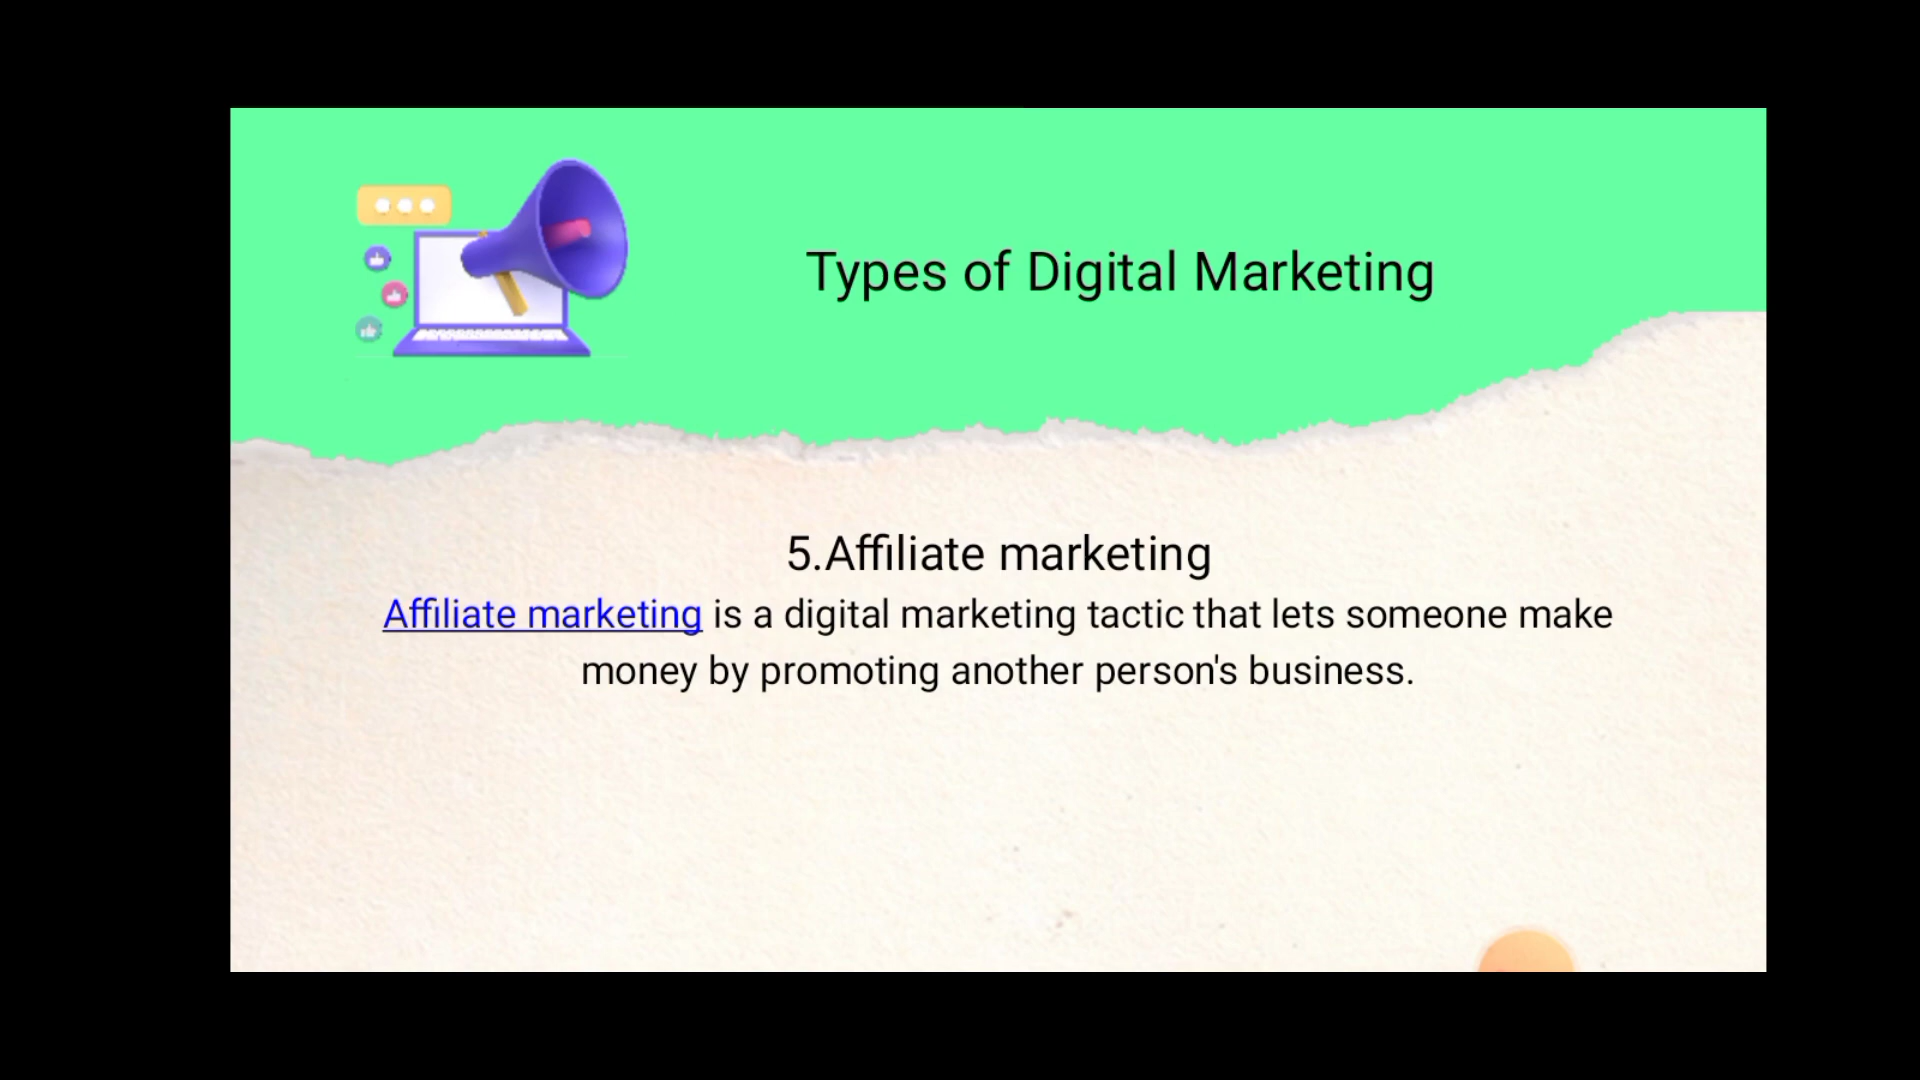 Types of Digital Marketing
5.Affiliate marketing
Affiliate marketing is a digital marketing tactic that lets someone make
money by promoting another person's business.